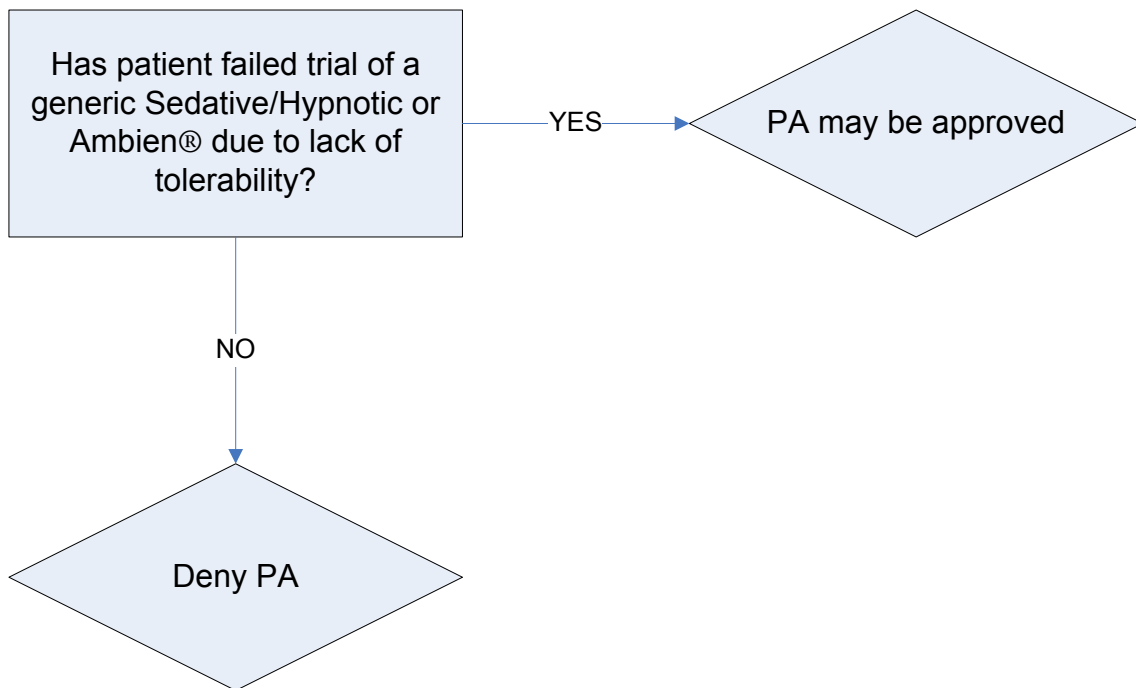 Has patient failed trial of a
generic Sedative/Hypnotic or
Ambien® due to lack of
tolerability?
YES
PA may be approved
NO
Deny PA